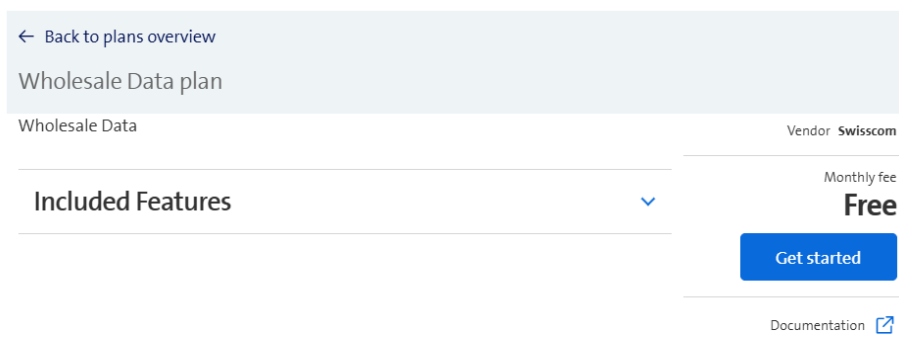 ← Back to plans overview
Wholesale Data plan
Wholesale Data
Included Features
Vendor Swisscom
Monthly fee
Free
Get started
Documentation